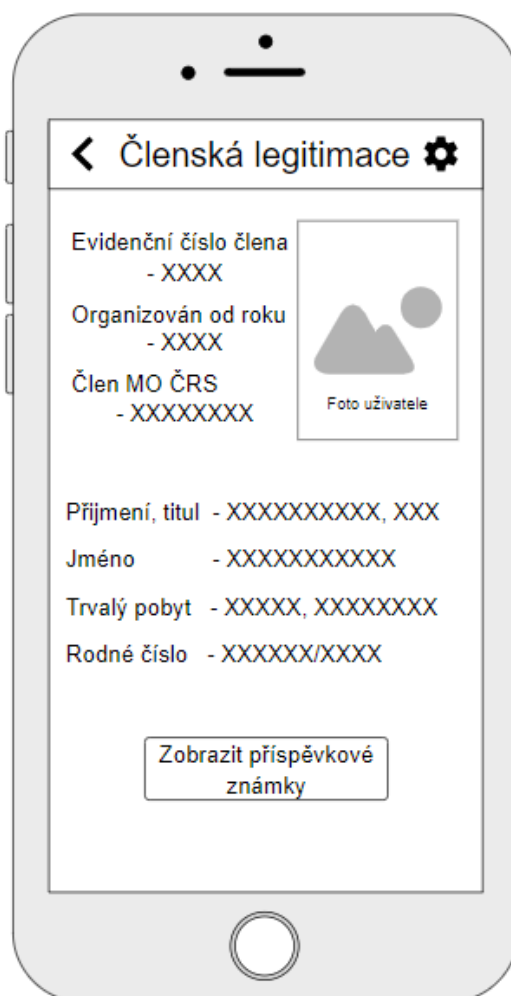 Členská legitimace
Evidenční číslo člena
- XXXX
Organizován od roku
- XXXX
Člen MO ČRS
- XXXXXXXX
Foto uživatele
Přijmení, titul - XXXXXXXXXX, XXX
Jméno - XXXXXXXXXXX
Trvalý pobyt - XXXXX, XXXXXXXX
Rodné číslo - XXXXXX/XXXX
Zobrazit příspěvkové
známky